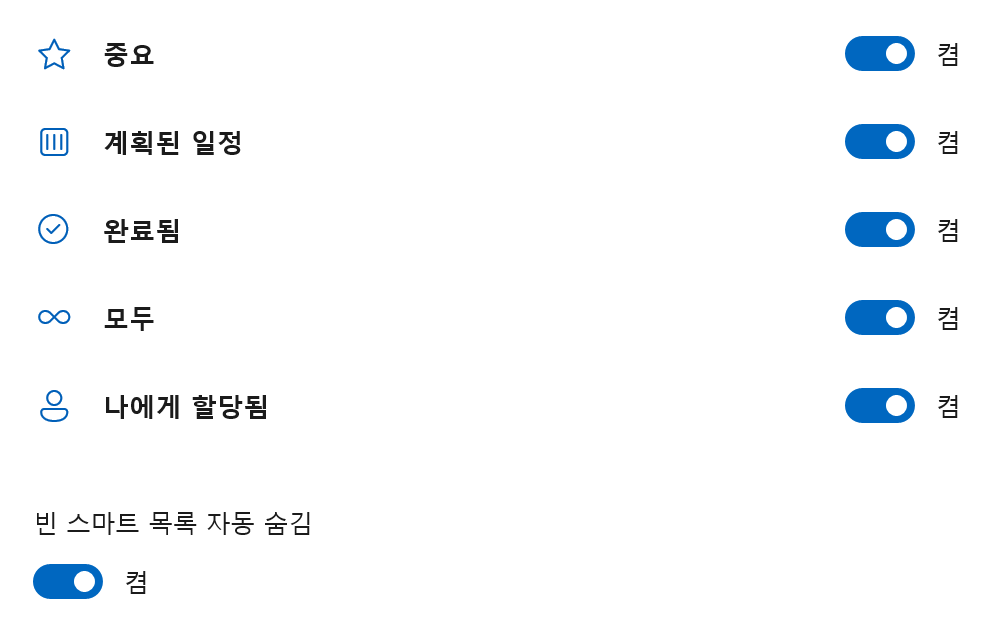 중요 켬
계획된 일정 켬
완료됨 켬
모두 켬
나에게 할당됨 켬
빈 스마트 목록 자동 숨김
켬